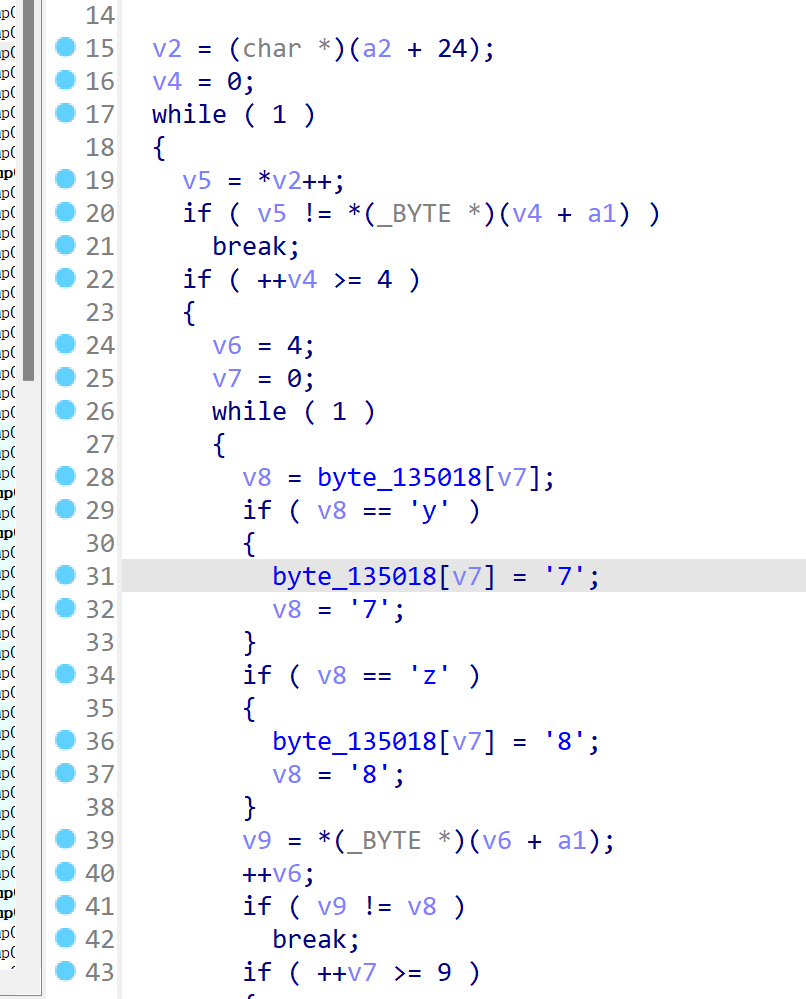 14
15 v2 = (char *)(a2 + 24);
16 v4 = 0;
17 while ( 1 )
18 {
19 v5 = *v2++;
20 if ( v5 != *(_BYTE *)(v4 + a1) )
21 break;
22 if ( ++v4 >= 4 )
23 {
24 v6 = 4;
25 v7 = 0;
26 while ( 1 )
27 {
28 v8 = byte_135018[v7];
29 if ( v8 == 'y' )
30 {
31 byte_135018[v7] = '7';
32 v8 = '7';
33 }
34 if ( v8 == 'z' )
35 {
36 byte_135018[v7] = '8';
37 v8 = '8';
38 }
39 v9 = *(_BYTE *)(v6 + a1);
40 ++v6;
41 if ( v9 != v8 )
42 break;
43 if ( ++v7 >= 9 )